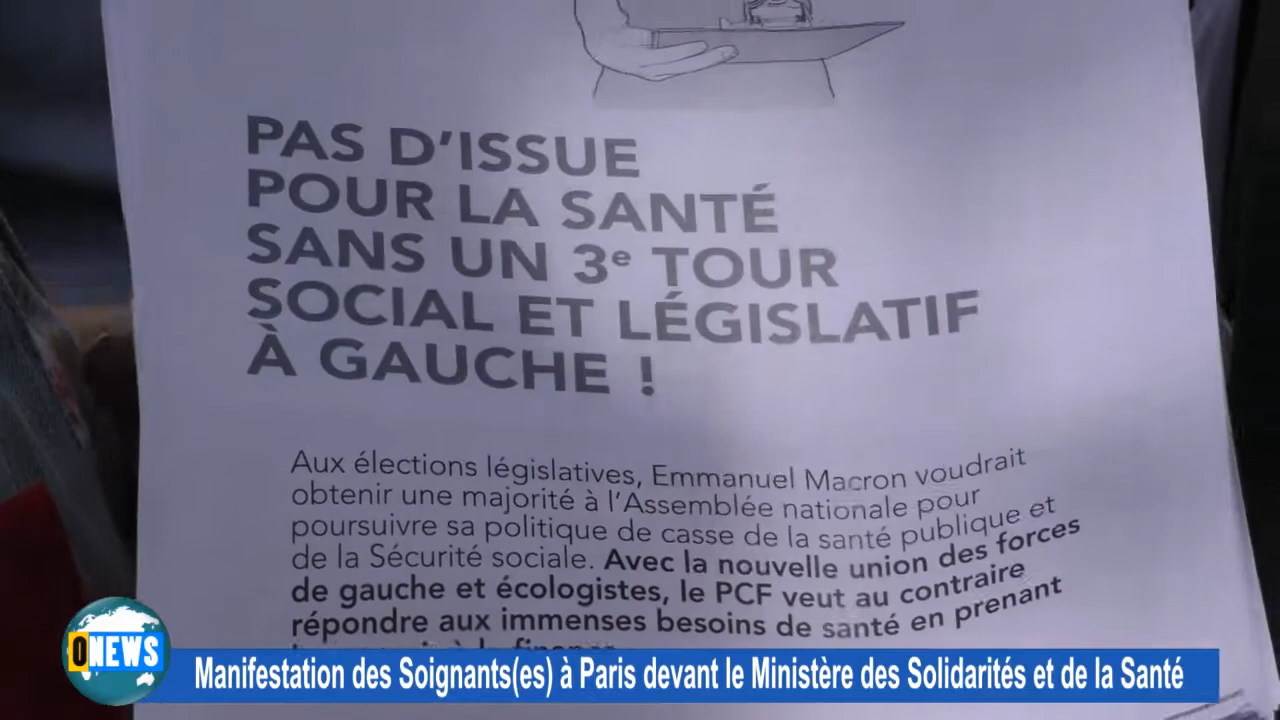 PAS D'ISSUE
POUR LA SANTÉ
SANS UN 3e TOUR
SOCIAL ET LÉGISLATIF
À GAUCHE !
Aux élections législatives, Emmanuel Macron voudrait
obtenir une majorité à l'Assemblée nationale pour
poursuivre sa politique de casse de la santé publique et
de la Sécurité sociale. Avec la nouvelle union des forces
de gauche et écologistes, le PCF veut au contraire
répondre aux immenses besoins de santé en prenant
ONEWS
Manifestation des Soignants(es) à Paris devant le Ministère des Solidarités et de la Santé